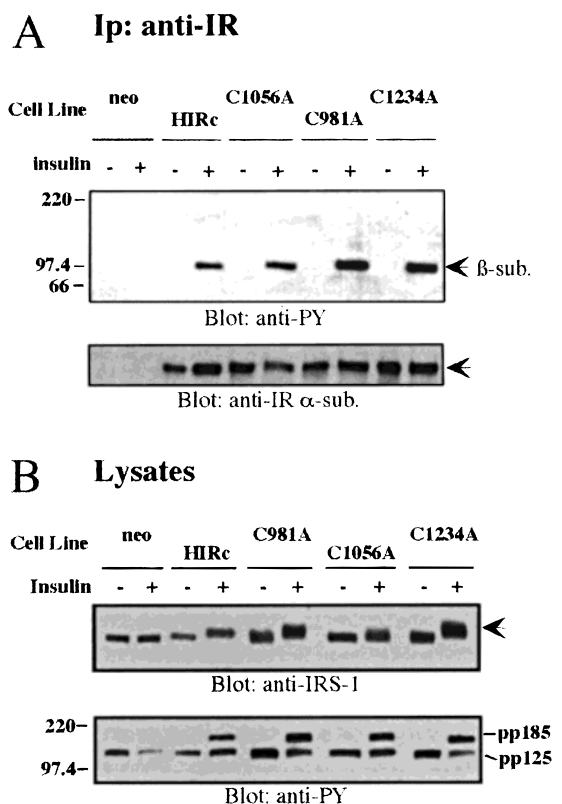 A Ip: anti-IR
Cell Line neo HIRc C1056A C981A C1234A
insulin - + - + - + - + - +
220–
97.4–
66–
ß-sub.
Blot: anti-PY
Blot: anti-IR α-sub.
B Lysates
Cell Line neo HIRc C981A C1056A C1234A
Insulin - + - + - + - + - +
Blot: anti-IRS-1
220–
97.4–
–pp185
–pp125
Blot: anti-PY